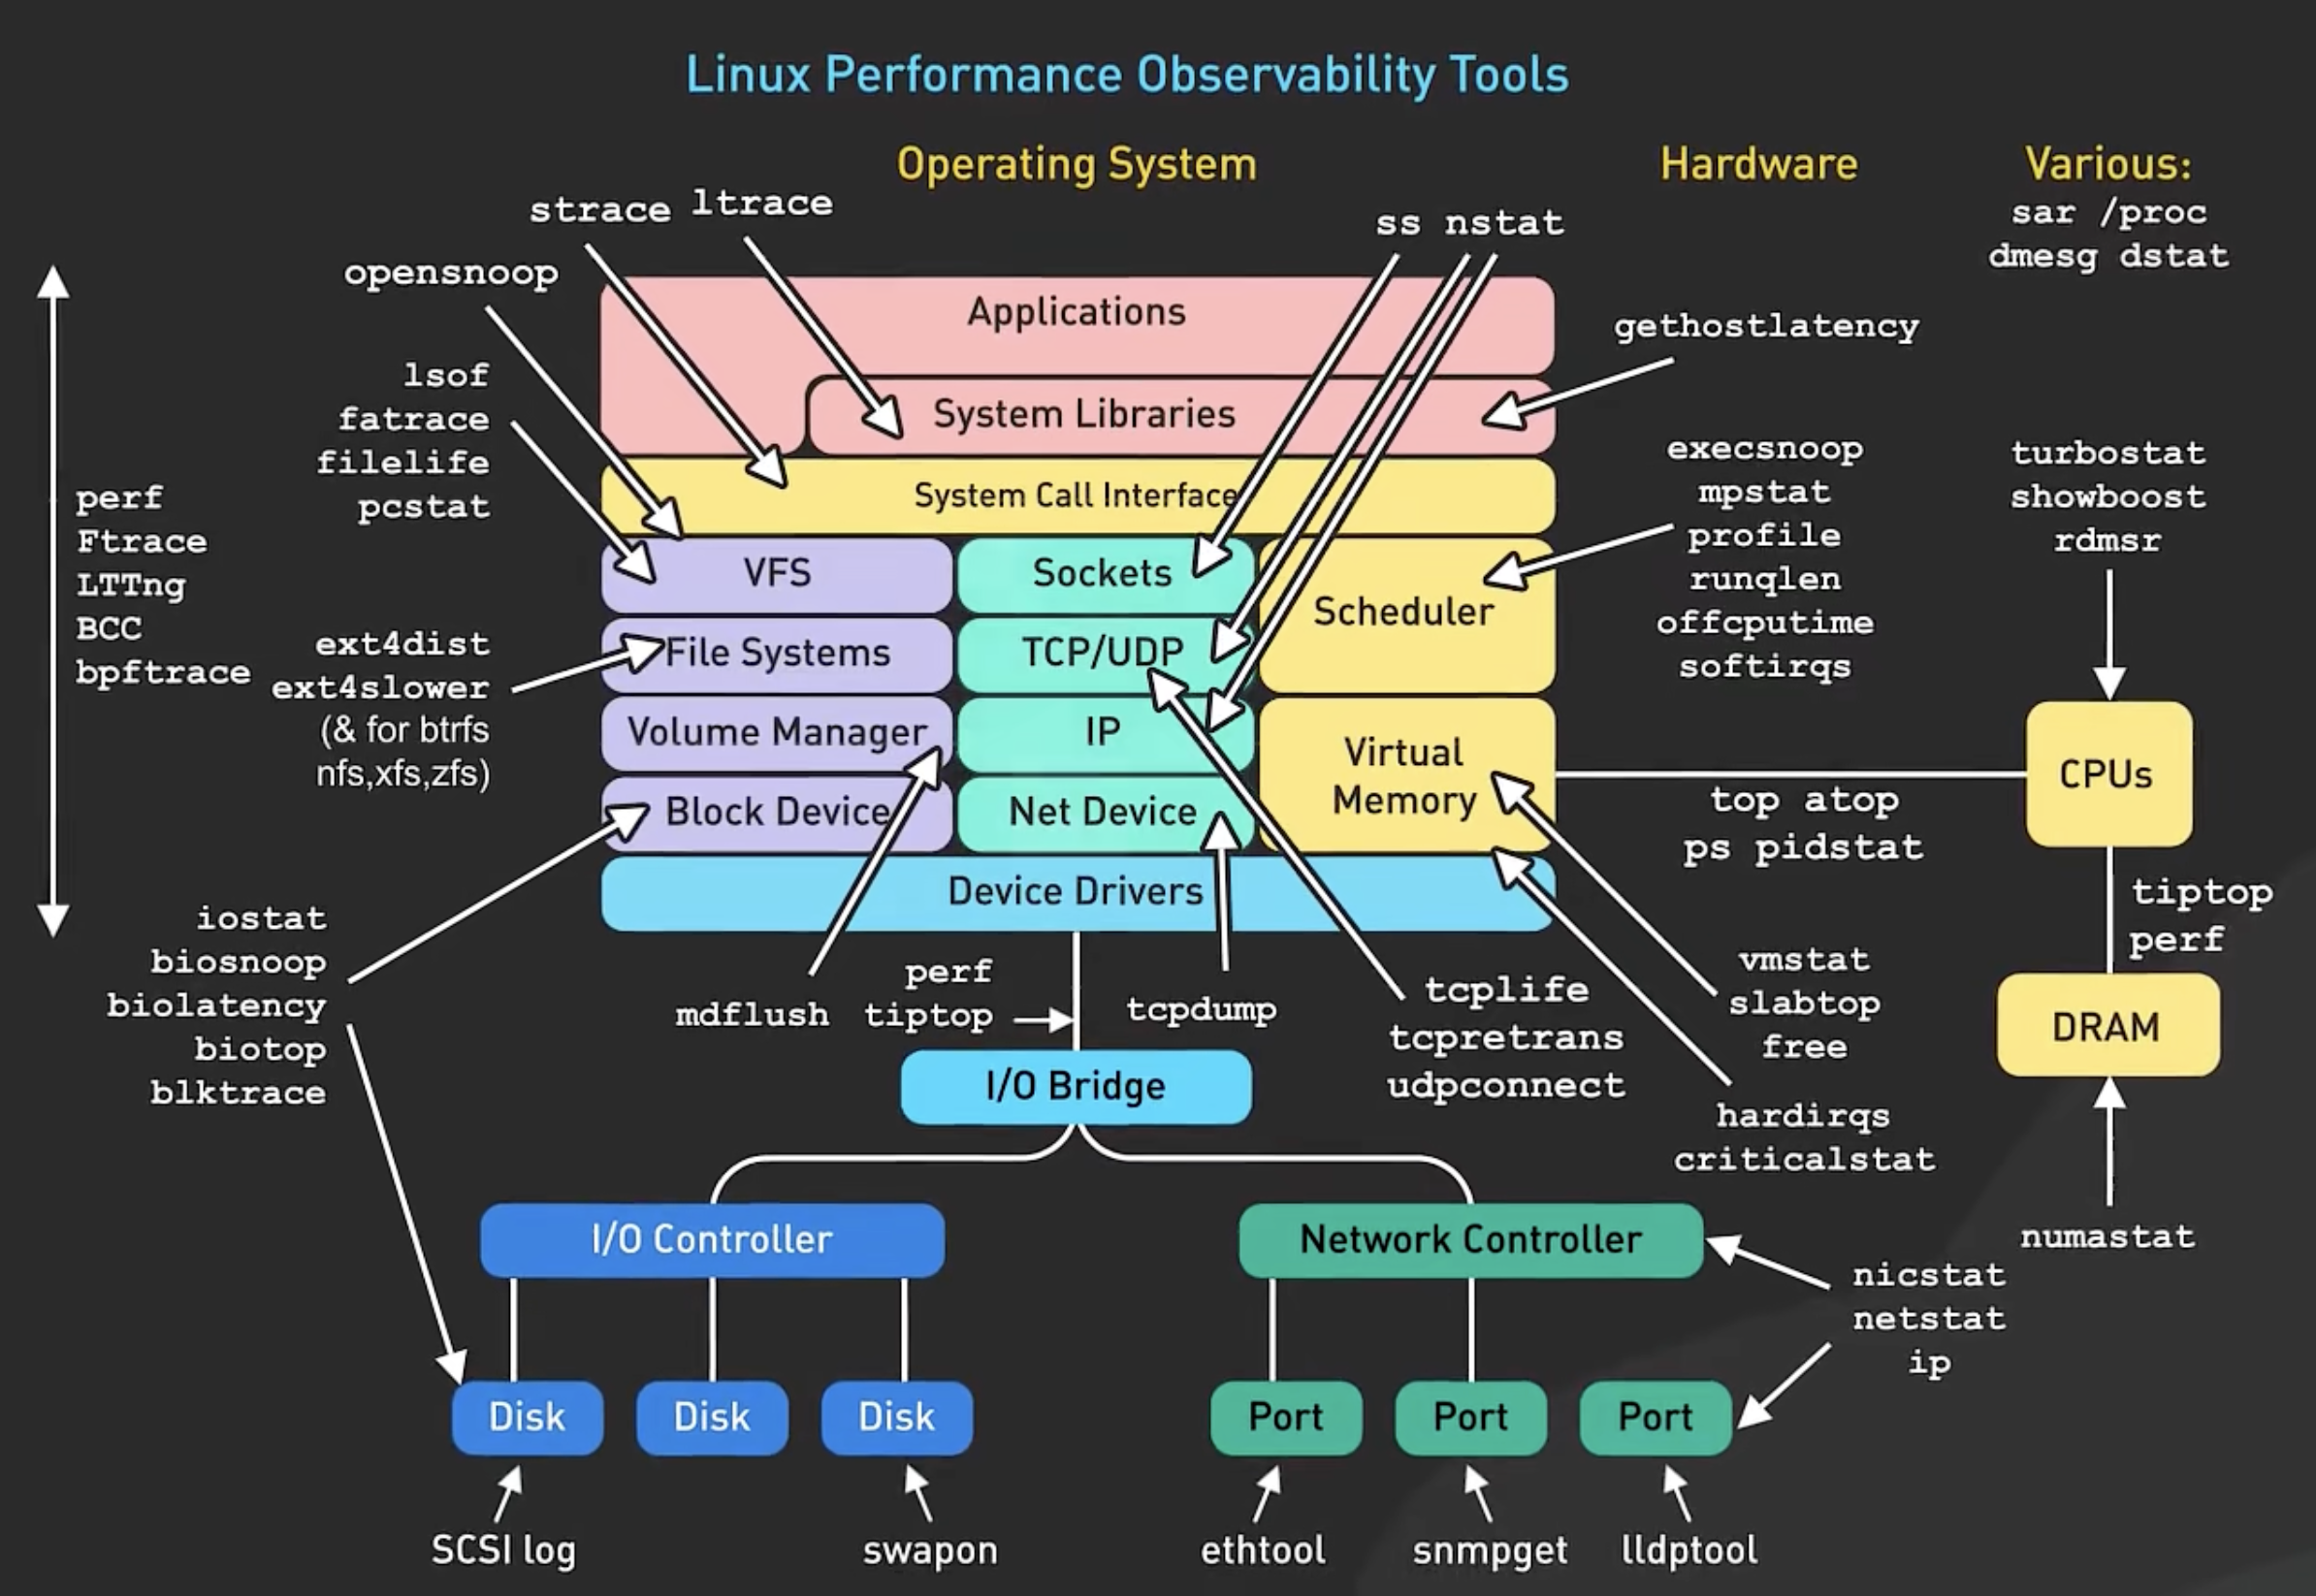 Linux Performance Observability Tools
Operating System
Hardware
Various:
sar /proc
dmesg dstat
strace
ltrace
opensnoop
ss nstat
gethostlatency
lsof
fatrace
filelife
pcstat
perf
Ftrace
LTTng
BCC
bpftrace
ext4dist
ext4slower
(& for btrfs
nfs,xfs,zfs)
Applications
System Libraries
System Call Interface
VFS
Sockets
Scheduler
File Systems
TCP/UDP
Volume Manager
IP
Virtual
Memory
Block Device
Net Device
Device Drivers
execsnoop
mpstat
profile
runqlen
offcputime
softirqs
turbostat
showboost
rdmsr
CPUs
top atop
ps pidstat
tiptop
perf
DRAM
numastat
iostat
biosnoop
biolatency
biotop
blktrace
mdflush
perf
tiptop
tcpdump
tcplife
tcpretrans
udpconnect
vmstat
slabtop
free
hardirqs
criticalstat
I/O Bridge
I/O Controller
Network Controller
nicstat
netstat
ip
Disk
Disk
Disk
Port
Port
Port
SCSI log
swapon
ethtool
snmpget
lldptool